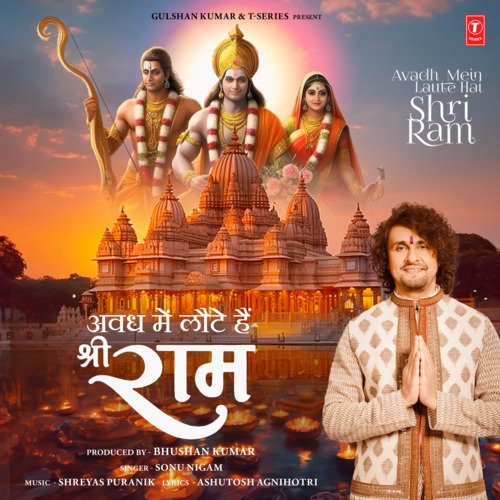 GULSHAN KUMAR & T-SERIES PRESENT
T-SERIES
Avadh Mein
Laute Hai
Shri
Ram
अवध में लौटे हैं
श्री
राम
PRODUCED BY - BHUSHAN KUMAR
SINGER - SONU NIGAM
MUSIC - SHREYAS PURANIK - LYRICS - ASHUTOSH AGNIHOTRI